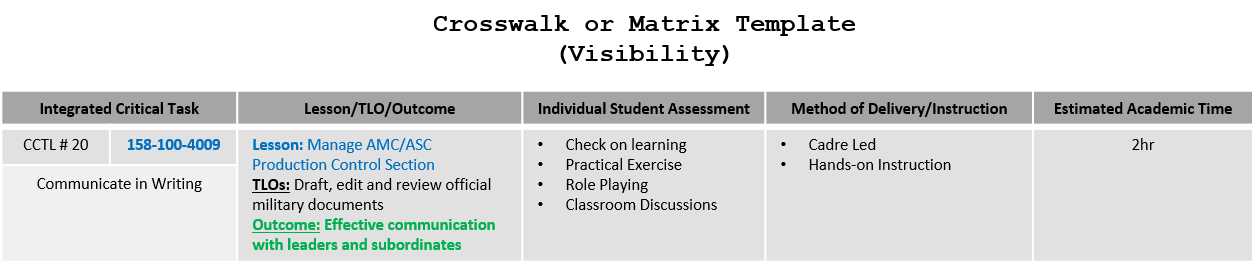 Crosswalk or Matrix Template
(Visibility)
Integrated Critical Task
Lesson/TLO/Outcome
Individual Student Assessment
Method of Delivery/Instruction
Estimated Academic Time
CCTL # 20
158-100-4009
Communicate in Writing
Lesson: Manage AMC/ASC
Production Control Section
TLOs: Draft, edit and review official
military documents
Outcome: Effective communication
with leaders and subordinates
• Check on learning
• Practical Exercise
• Role Playing
• Classroom Discussions
• Cadre Led
• Hands-on Instruction
2hr